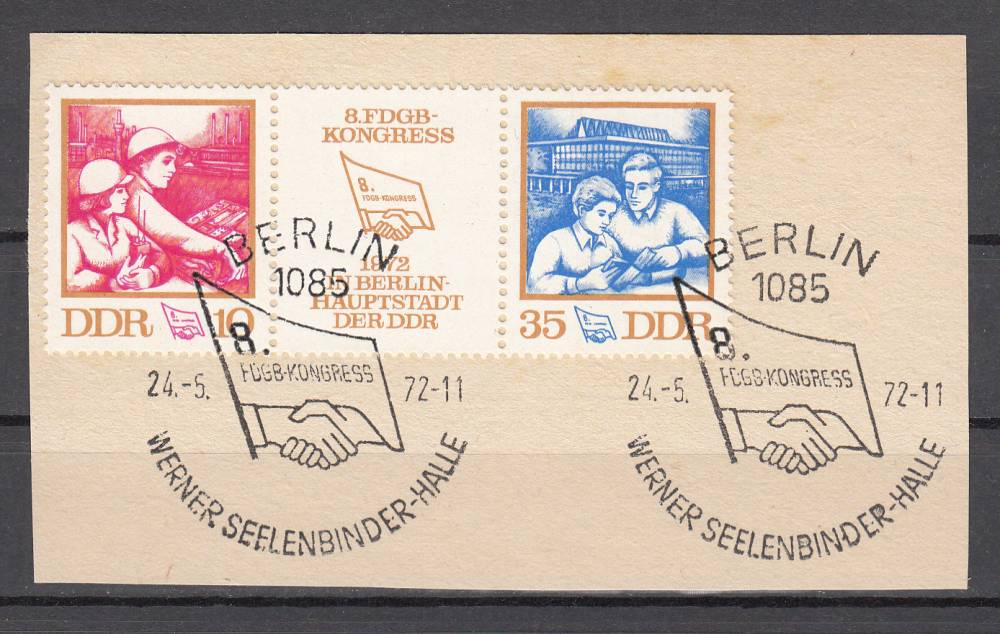 8.FDGB-
KONGRESS
8.
FDGB-KONGRESS
1972
IN BERLIN-
HAUPTSTADT
DER DDR
DDR 10
35 DDR
BERLIN
1085
8.
FDGB-KONGRESS
24.-5. 72-11
WERNER SEELENBINDER-HALLE
BERLIN
1085
8.
FDGB-KONGRESS
24.-5. 72-11
WERNER SEELENBINDER-HALLE